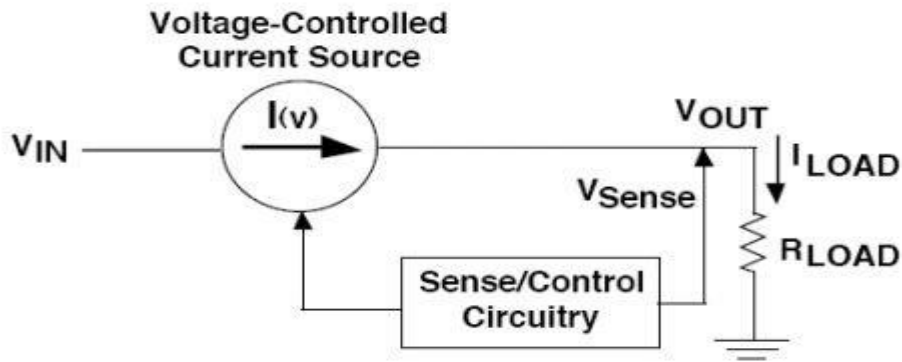 Voltage-Controlled
Current Source
I(v)
VIN
VOUT
ILOAD
VSense
RLOAD
Sense/Control
Circuitry